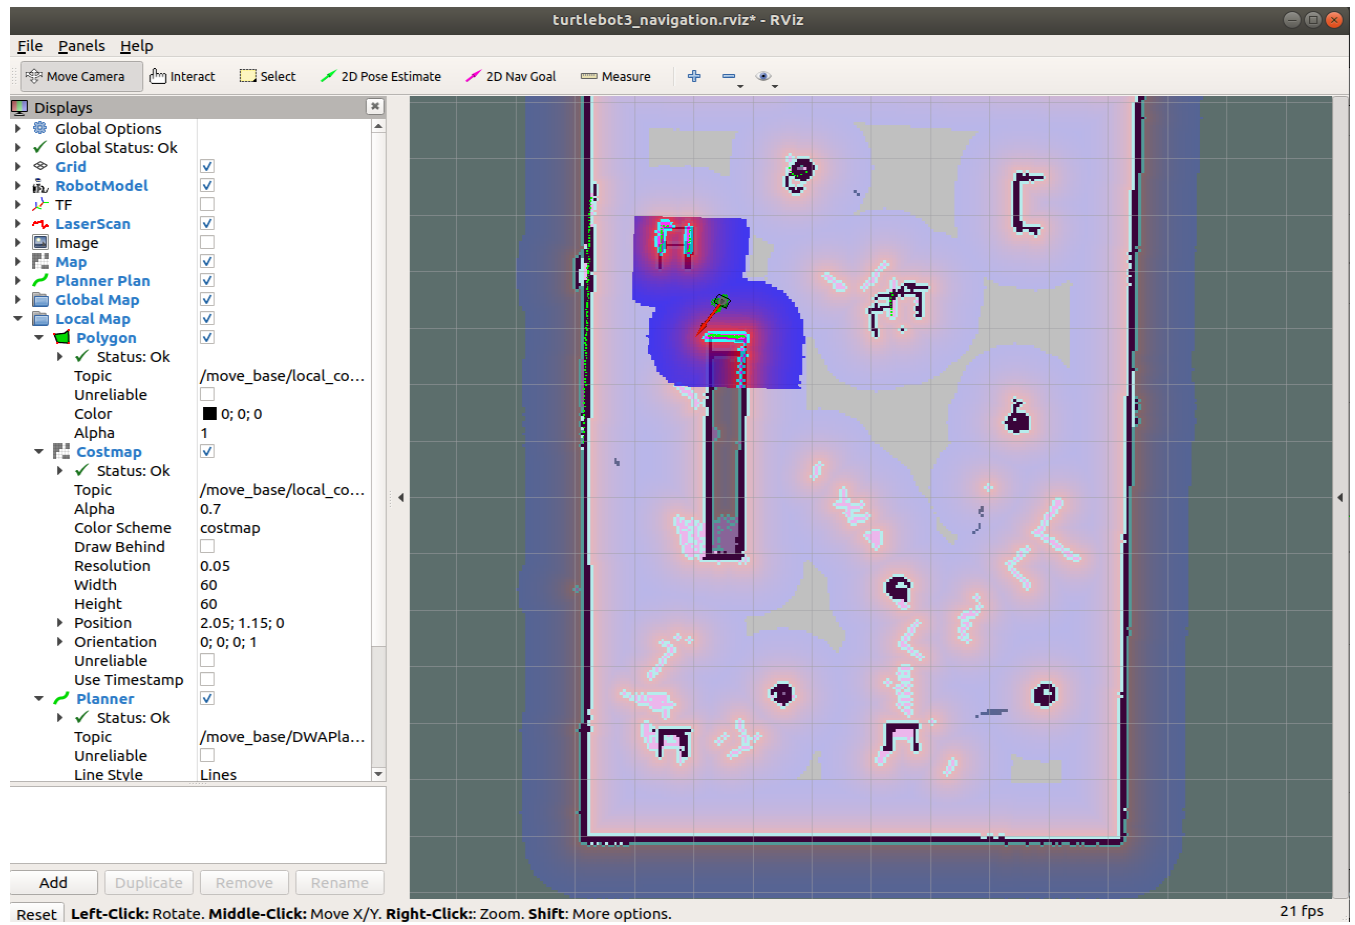 turtlebot3_navigation.rviz* - RViz
File Panels Help
Move Camera Interact Select 2D Pose Estimate 2D Nav Goal Measure
Displays
Global Options
Global Status: Ok
Grid
RobotModel
TF
LaserScan
Image
Map
Planner Plan
Global Map
Local Map
Polygon
Status: Ok
Topic /move_base/local_co...
Unreliable
Color 0; 0; 0
Alpha 1
Costmap
Status: Ok
Topic /move_base/local_co...
Alpha 0.7
Color Scheme costmap
Draw Behind
Resolution 0.05
Width 60
Height 60
Position 2.05; 1.15; 0
Orientation 0; 0; 0; 1
Unreliable
Use Timestamp
Planner
Status: Ok
Topic /move_base/DWAPla...
Unreliable
Line Style Lines
Add Duplicate Remove Rename
Reset Left-Click: Rotate. Middle-Click: Move X/Y. Right-Click:: Zoom. Shift: More options. 21 fps